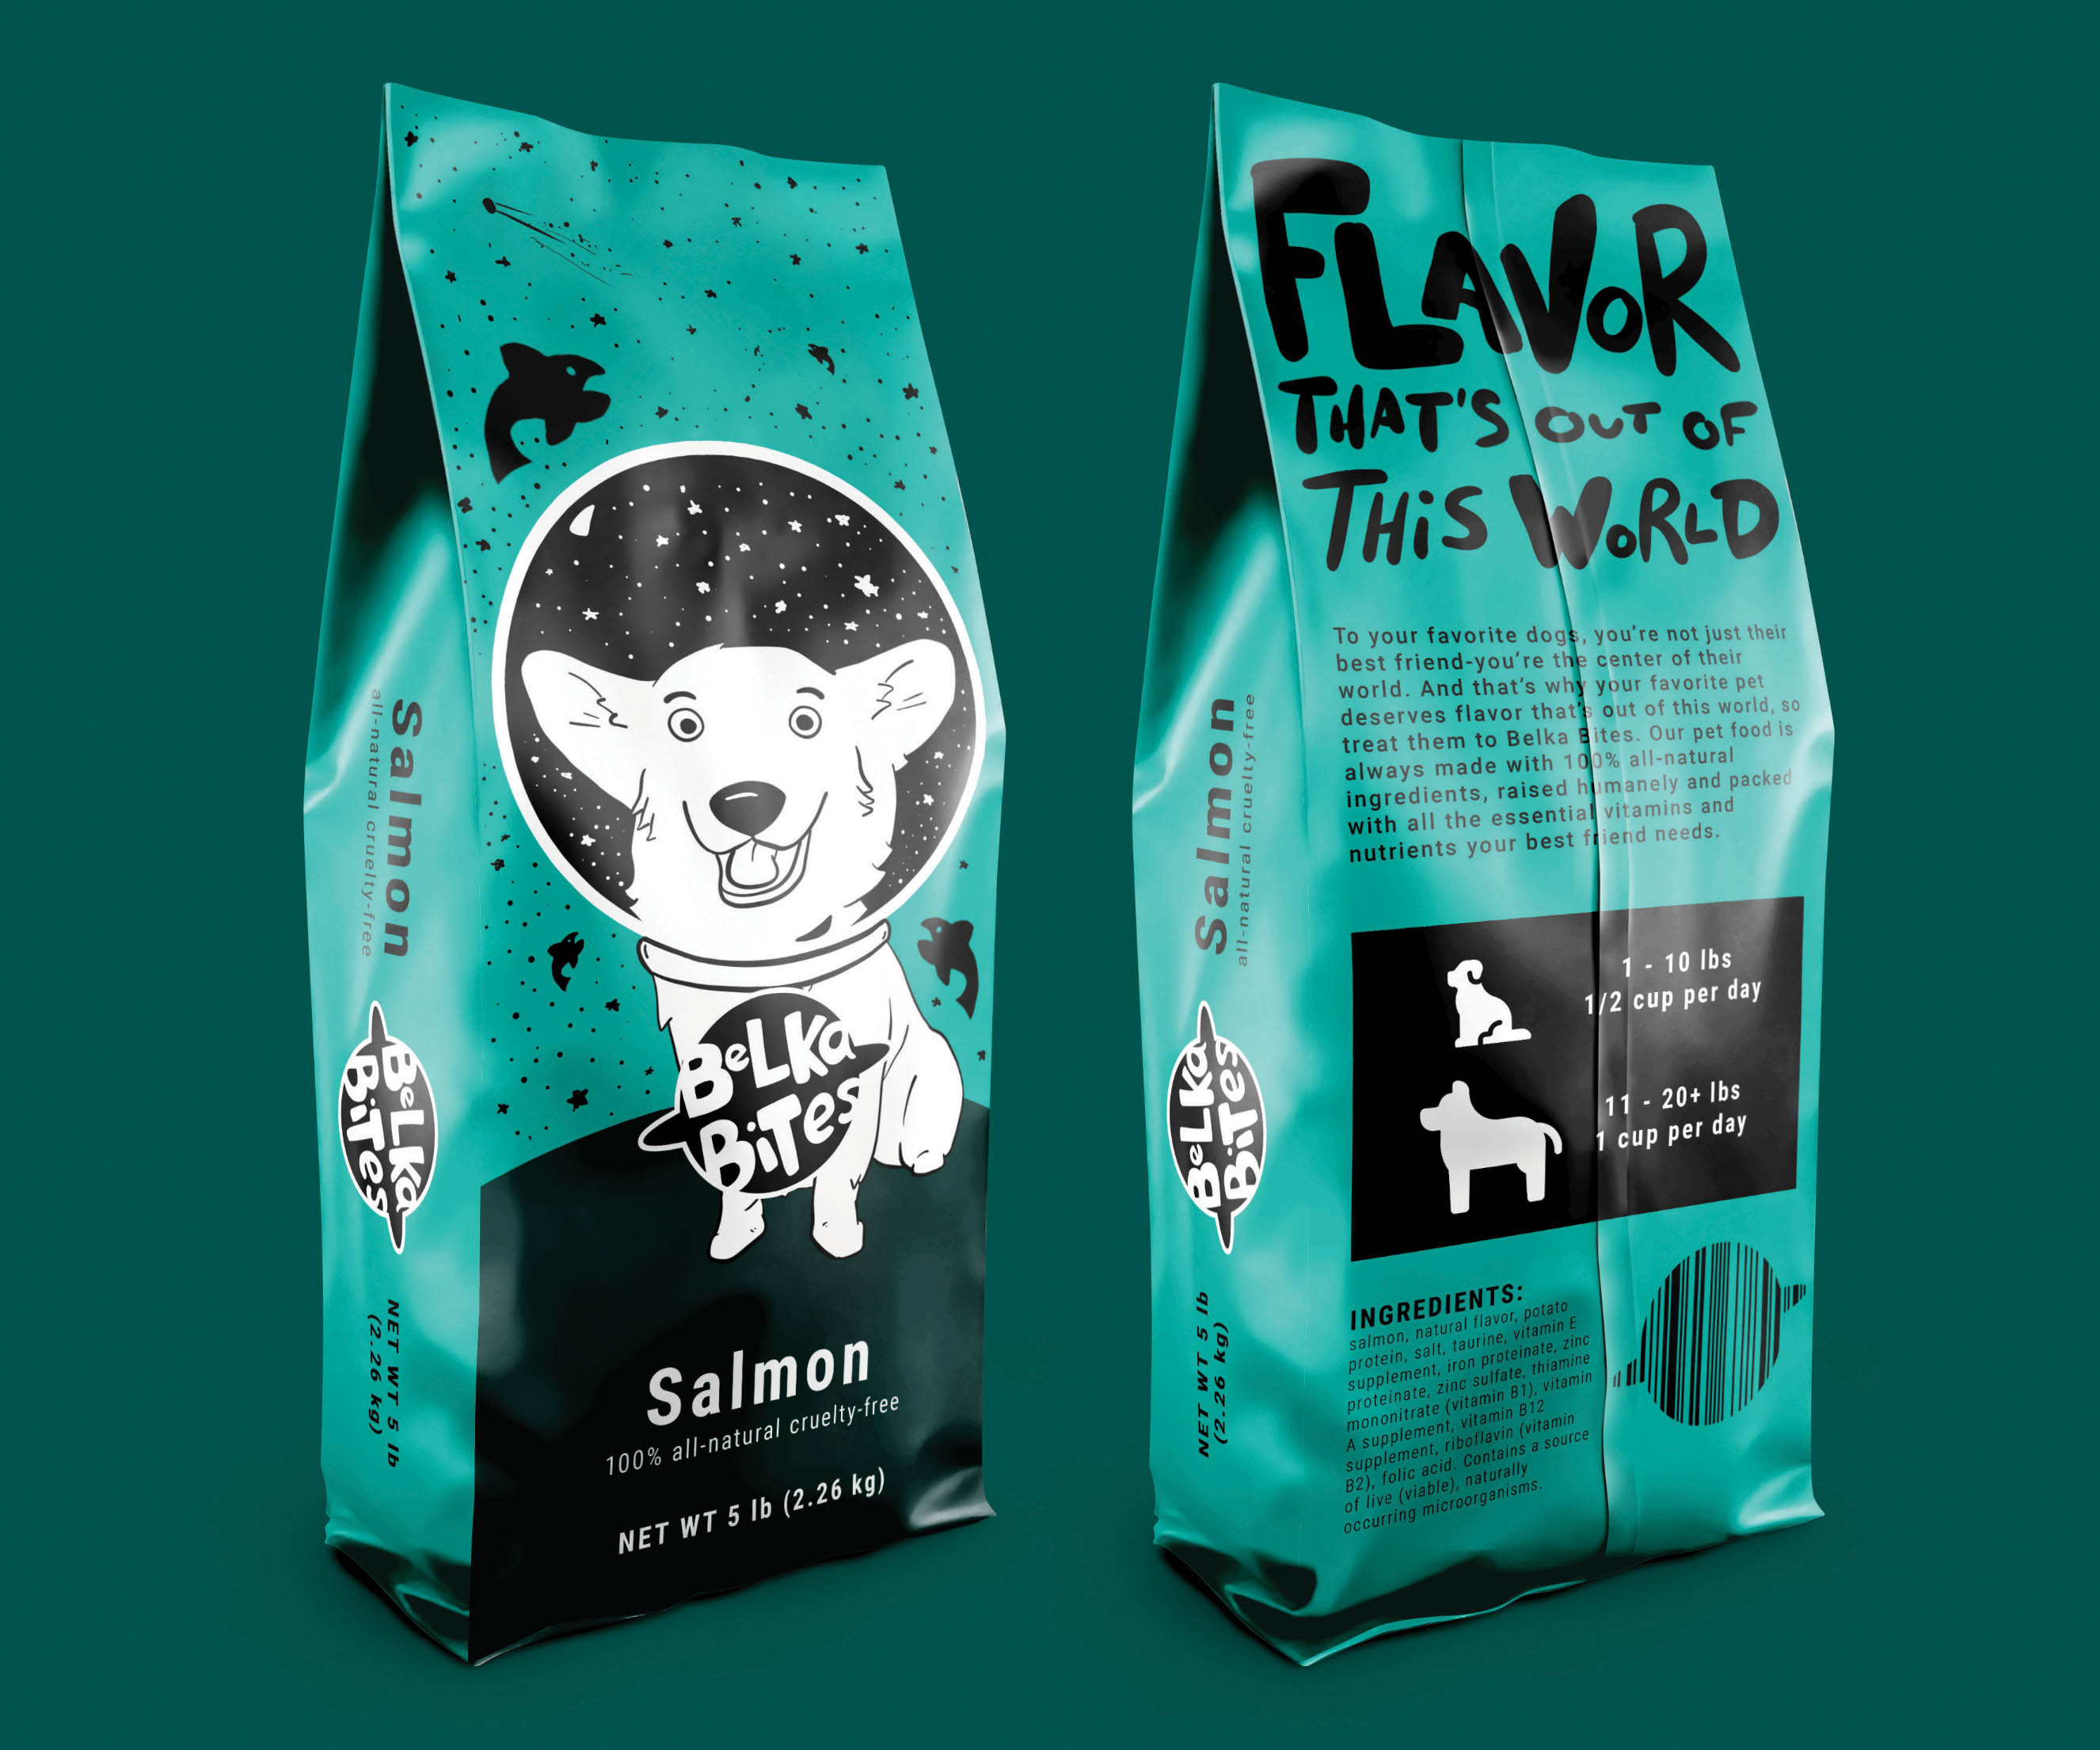 Salmon
all-natural cruelty-free
BeLKa
BiTes
NET WT 5 lb
(2.26 kg)
BeLKa
BiTes
Salmon
100% all-natural cruelty-free
NET WT 5 lb (2.26 kg)
Salmon
all-natural cruelty-free
BeLKa
BiTes
NET WT 5 lb
(2.26 kg)
FLAVoR
THAT'S OUT OF
THiS WoRLD
To your favorite dogs, you're not just their
best friend-you're the center of their
world. And that's why your favorite pet
deserves flavor that's out of this world, so
treat them to Belka Bites. Our pet food is
always made with 100% all-natural
ingredients, raised humanely and packed
with all the essential vitamins and
nutrients your best friend needs.
1 - 10 lbs
1/2 cup per day
11 - 20+ lbs
1 cup per day
INGREDIENTS:
salmon, natural flavor, potato
protein, salt, taurine, vitamin E
supplement, iron proteinate, zinc
proteinate, zinc sulfate, thiamine
mononitrate (vitamin B1), vitamin
A supplement, vitamin B12
supplement, riboflavin (vitamin
B2), folic acid. Contains a source
of live (viable), naturally
occurring microorganisms.